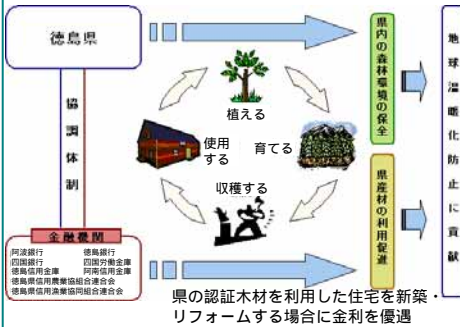 徳島県
協調体制
金融機関
阿波銀行 徳島銀行
四国銀行 四国労働金庫
徳島信用金庫 阿南信用金庫
徳島県信用農業協同組合連合会
徳島県信用漁業協同組合連合会
植える
育てる
収穫する
使用
する
県内の森林環境の保全
県産材の利用促進
地球温暖化防止に貢献
県の認証木材を利用した住宅を新築・
リフォームする場合に金利を優遇